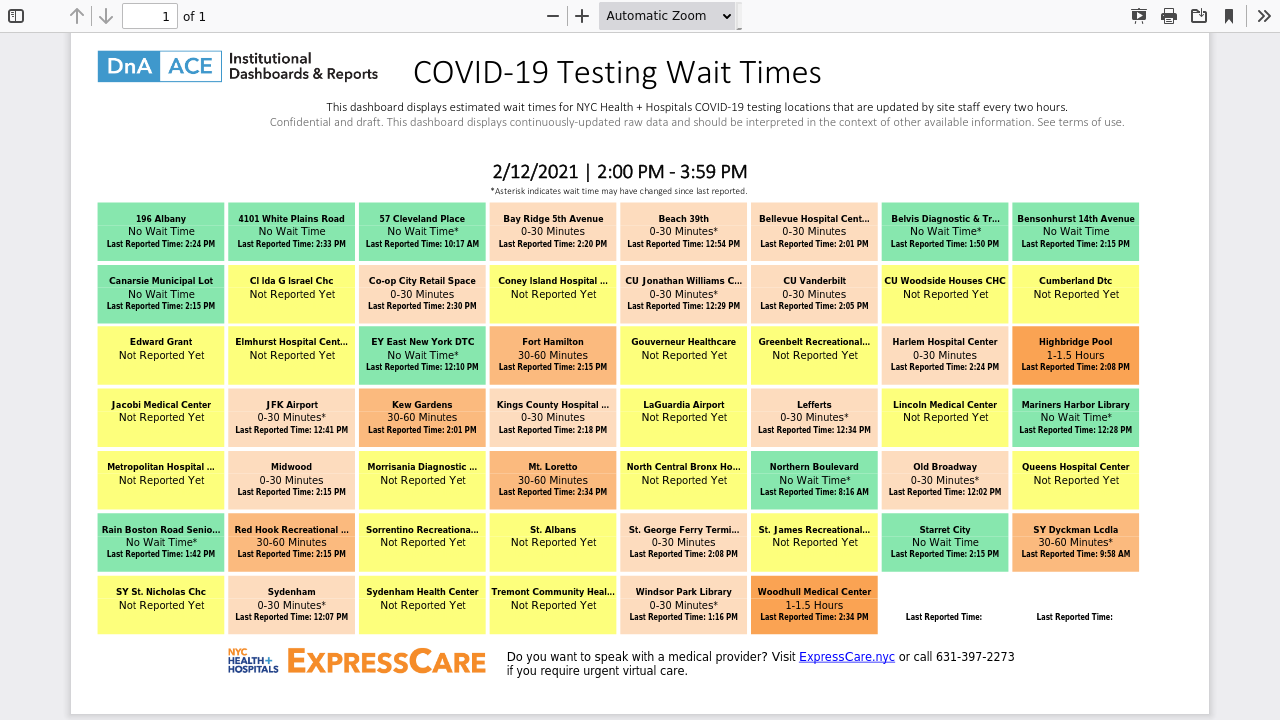 1 of 1
Automatic Zoom
DnA ACE Institutional Dashboards & Reports
COVID-19 Testing Wait Times
This dashboard displays estimated wait times for NYC Health + Hospitals COVID-19 testing locations that are updated by site staff every two hours.
Confidential and draft. This dashboard displays continuously-updated raw data and should be interpreted in the context of other available information. See terms of use.
2/12/2021 | 2:00 PM - 3:59 PM
*Asterisk indicates wait time may have changed since last reported.
196 Albany
No Wait Time
Last Reported Time: 2:24 PM
4101 White Plains Road
No Wait Time
Last Reported Time: 2:33 PM
57 Cleveland Place
No Wait Time*
Last Reported Time: 10:17 AM
Bay Ridge 5th Avenue
0-30 Minutes
Last Reported Time: 2:20 PM
Beach 39th
0-30 Minutes*
Last Reported Time: 12:54 PM
Bellevue Hospital Cent...
0-30 Minutes
Last Reported Time: 2:01 PM
Belvis Diagnostic & Tr...
No Wait Time*
Last Reported Time: 1:50 PM
Bensonhurst 14th Avenue
No Wait Time
Last Reported Time: 2:15 PM
Canarsie Municipal Lot
No Wait Time
Last Reported Time: 2:15 PM
Cl Ida G Israel Chc
Not Reported Yet
Co-op City Retail Space
0-30 Minutes
Last Reported Time: 2:30 PM
Coney Island Hospital ...
Not Reported Yet
CU Jonathan Williams C...
0-30 Minutes*
Last Reported Time: 12:29 PM
CU Vanderbilt
0-30 Minutes
Last Reported Time: 2:05 PM
CU Woodside Houses CHC
Not Reported Yet
Cumberland Dtc
Not Reported Yet
Edward Grant
Not Reported Yet
Elmhurst Hospital Cent...
Not Reported Yet
EY East New York DTC
No Wait Time*
Last Reported Time: 12:10 PM
Fort Hamilton
30-60 Minutes
Last Reported Time: 2:15 PM
Gouverneur Healthcare
Not Reported Yet
Greenbelt Recreational...
Not Reported Yet
Harlem Hospital Center
0-30 Minutes
Last Reported Time: 2:24 PM
Highbridge Pool
1-1.5 Hours
Last Reported Time: 2:08 PM
Jacobi Medical Center
Not Reported Yet
JFK Airport
0-30 Minutes*
Last Reported Time: 12:41 PM
Kew Gardens
30-60 Minutes
Last Reported Time: 2:01 PM
Kings County Hospital ...
0-30 Minutes
Last Reported Time: 2:18 PM
LaGuardia Airport
Not Reported Yet
Lefferts
0-30 Minutes*
Last Reported Time: 12:34 PM
Lincoln Medical Center
Not Reported Yet
Mariners Harbor Library
No Wait Time*
Last Reported Time: 12:28 PM
Metropolitan Hospital ...
Not Reported Yet
Midwood
0-30 Minutes
Last Reported Time: 2:15 PM
Morrisania Diagnostic ...
Not Reported Yet
Mt. Loretto
30-60 Minutes
Last Reported Time: 2:34 PM
North Central Bronx Ho...
Not Reported Yet
Northern Boulevard
No Wait Time*
Last Reported Time: 8:16 AM
Old Broadway
0-30 Minutes*
Last Reported Time: 12:02 PM
Queens Hospital Center
Not Reported Yet
Rain Boston Road Senio...
No Wait Time*
Last Reported Time: 1:42 PM
Red Hook Recreational ...
30-60 Minutes
Last Reported Time: 2:15 PM
Sorrentino Recreationa...
Not Reported Yet
St. Albans
Not Reported Yet
St. George Ferry Termi...
0-30 Minutes
Last Reported Time: 2:08 PM
St. James Recreational...
Not Reported Yet
Starret City
No Wait Time
Last Reported Time: 2:15 PM
SY Dyckman Lcdla
30-60 Minutes*
Last Reported Time: 9:58 AM
SY St. Nicholas Chc
Not Reported Yet
Sydenham
0-30 Minutes*
Last Reported Time: 12:07 PM
Sydenham Health Center
Not Reported Yet
Tremont Community Heal...
Not Reported Yet
Windsor Park Library
0-30 Minutes*
Last Reported Time: 1:16 PM
Woodhull Medical Center
1-1.5 Hours
Last Reported Time: 2:34 PM
Last Reported Time:
Last Reported Time:
NYC
HEALTH+
HOSPITALS
EXPRESSCARE
Do you want to speak with a medical provider? Visit ExpressCare.nyc or call 631-397-2273
if you require urgent virtual care.